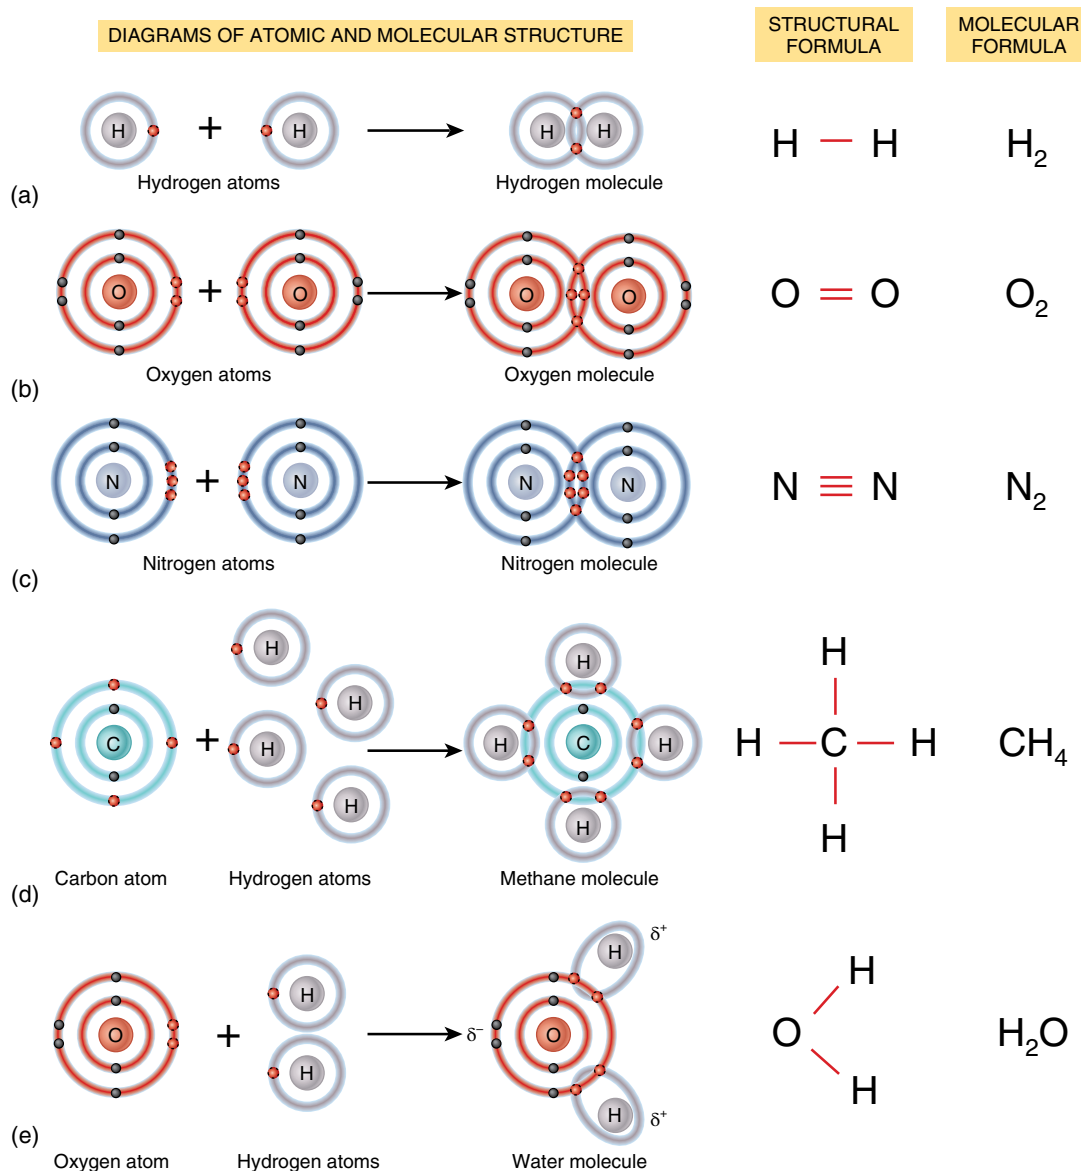 DIAGRAMS OF ATOMIC AND MOLECULAR STRUCTURE
STRUCTURAL
FORMULA
MOLECULAR
FORMULA
H + H H H
Hydrogen atoms Hydrogen molecule
H — H
H₂
(a)
O + O O O
Oxygen atoms Oxygen molecule
O = O
O₂
(b)
N + N N N
Nitrogen atoms Nitrogen molecule
N ≡ N
N₂
(c)
H
H
C + H
H
H
H C H
H
H
H — C — H
H
CH₄
Carbon atom Hydrogen atoms Methane molecule
(d)
O + H
H
H δ⁺
δ⁻ O
H δ⁺
H
O
H
H₂O
(e)
Oxygen atom Hydrogen atoms Water molecule